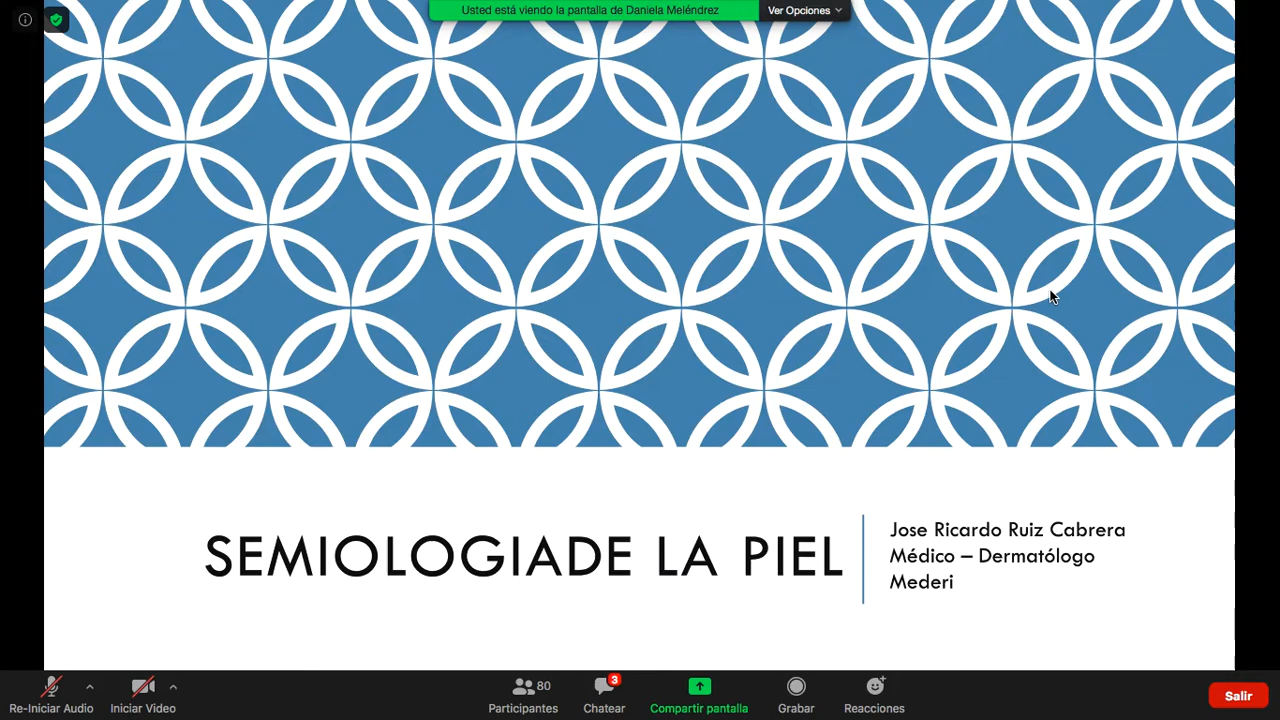 Usted está viendo la pantalla de Daniela Meléndrez
Ver Opciones
SEMIOLOGIADE LA PIEL
Jose Ricardo Ruiz Cabrera
Médico – Dermatólogo
Mederi
Re-Iniciar Audio
Iniciar Video
80
Participantes
3
Chatear
Compartir pantalla
Grabar
Reacciones
Salir